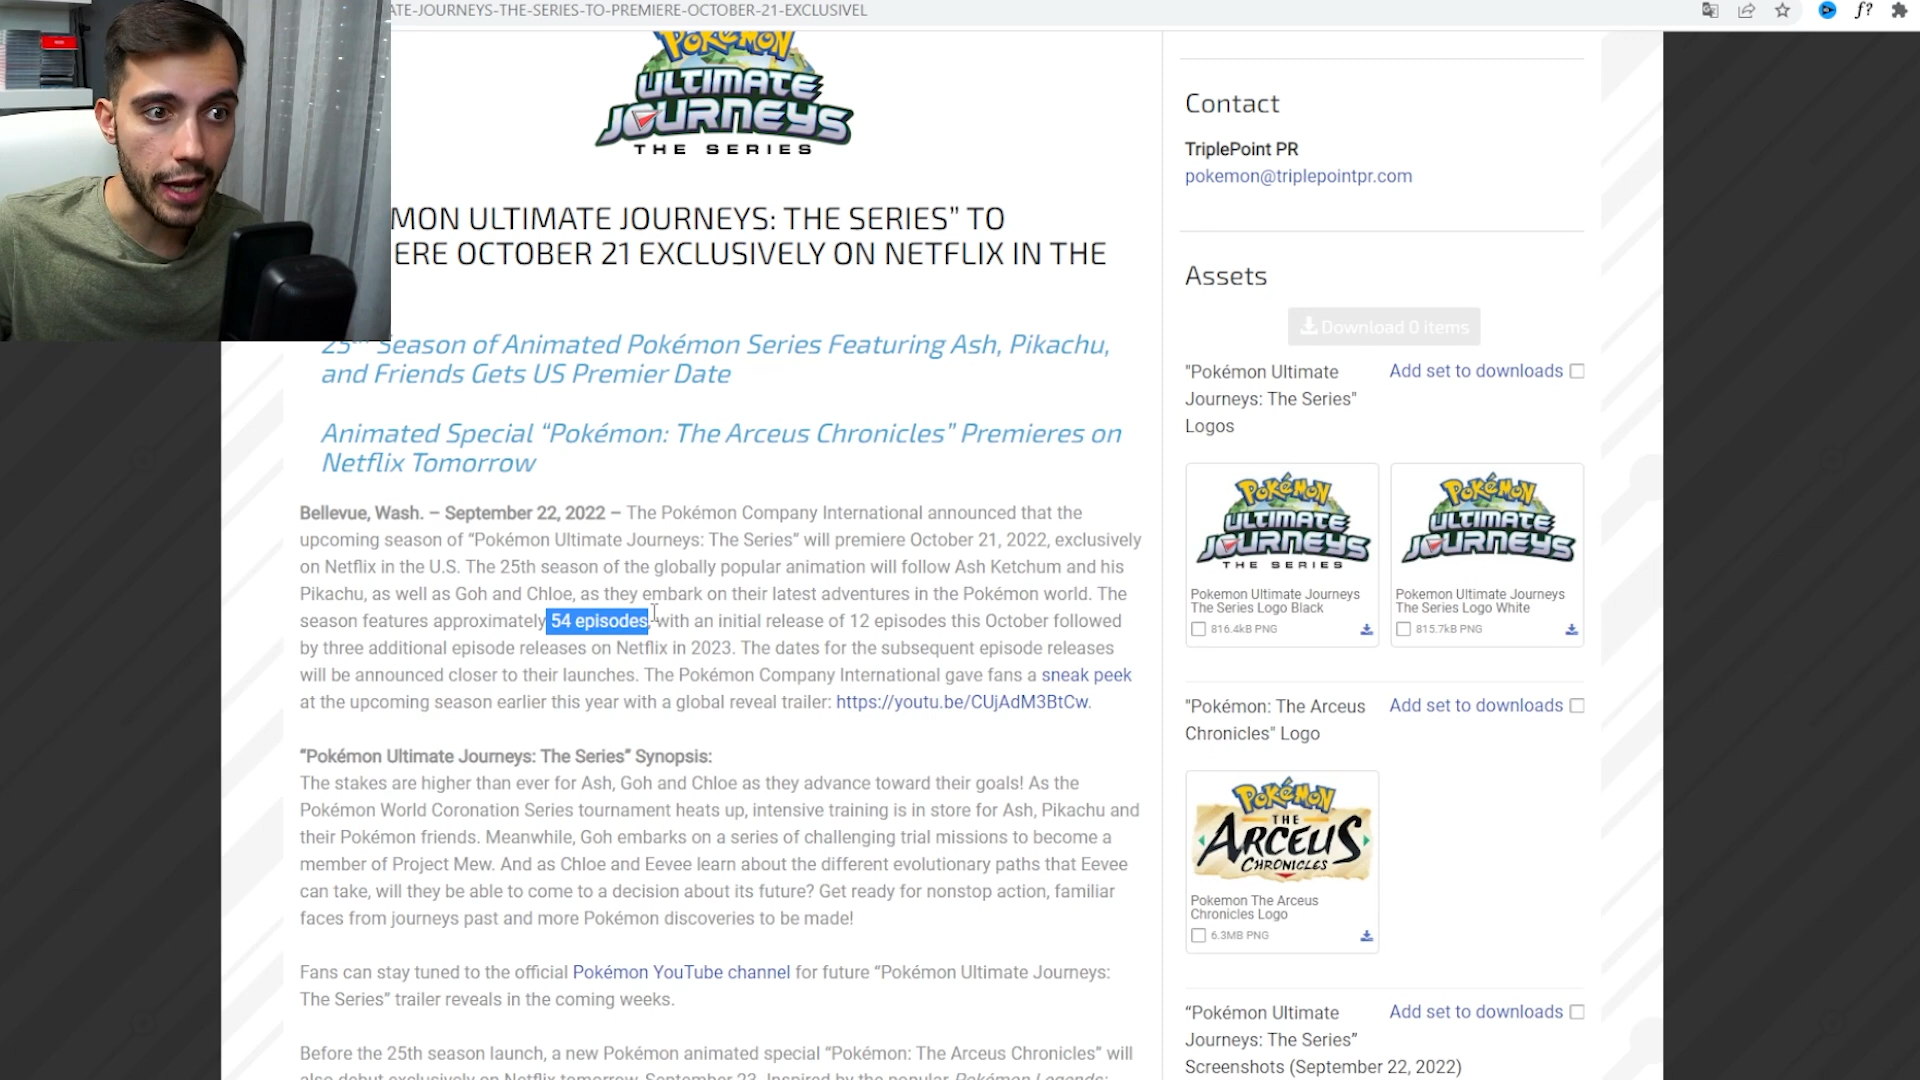 ATE-JOURNEYS-THE-SERIES-TO-PREMIERE-OCTOBER-21-EXCLUSIVEL
Pokémon
ULTIMATE
JOURNEYS
THE SERIES
MON ULTIMATE JOURNEYS: THE SERIES” TO
ERE OCTOBER 21 EXCLUSIVELY ON NETFLIX IN THE
25th Season of Animated Pokémon Series Featuring Ash, Pikachu,
and Friends Gets US Premier Date
Animated Special “Pokémon: The Arceus Chronicles” Premieres on
Netflix Tomorrow
Bellevue, Wash. – September 22, 2022 – The Pokémon Company International announced that the
upcoming season of “Pokémon Ultimate Journeys: The Series” will premiere October 21, 2022, exclusively
on Netflix in the U.S. The 25th season of the globally popular animation will follow Ash Ketchum and his
Pikachu, as well as Goh and Chloe, as they embark on their latest adventures in the Pokémon world. The
season features approximately 54 episodes, with an initial release of 12 episodes this October followed
by three additional episode releases on Netflix in 2023. The dates for the subsequent episode releases
will be announced closer to their launches. The Pokémon Company International gave fans a sneak peek
at the upcoming season earlier this year with a global reveal trailer: https://youtu.be/CUjAdM3BtCw.
“Pokémon Ultimate Journeys: The Series” Synopsis:
The stakes are higher than ever for Ash, Goh and Chloe as they advance toward their goals! As the
Pokémon World Coronation Series tournament heats up, intensive training is in store for Ash, Pikachu and
their Pokémon friends. Meanwhile, Goh embarks on a series of challenging trial missions to become a
member of Project Mew. And as Chloe and Eevee learn about the different evolutionary paths that Eevee
can take, will they be able to come to a decision about its future? Get ready for nonstop action, familiar
faces from journeys past and more Pokémon discoveries to be made!
Fans can stay tuned to the official Pokémon YouTube channel for future “Pokémon Ultimate Journeys:
The Series” trailer reveals in the coming weeks.
Before the 25th season launch, a new Pokémon animated special “Pokémon: The Arceus Chronicles” will
also debut exclusively on Netflix tomorrow, September 23. Inspired by the popular Pokémon Legends:
Contact
TriplePoint PR
pokemon@triplepointpr.com
Assets
Download 0 items
"Pokémon Ultimate
Journeys: The Series"
Logos
Add set to downloads
Pokémon
ULTIMATE
JOURNEYS
THE SERIES
Pokémon Ultimate Journeys
The Series Logo Black
816.4kB PNG
Pokémon
ULTIMATE
JOURNEYS
THE SERIES
Pokémon Ultimate Journeys
The Series Logo White
815.7kB PNG
"Pokémon: The Arceus
Chronicles" Logo
Add set to downloads
Pokémon
THE
ARCEUS
CHRONICLES
Pokemon The Arceus
Chronicles Logo
6.3MB PNG
“Pokémon Ultimate
Journeys: The Series”
Screenshots (September 22, 2022)
Add set to downloads